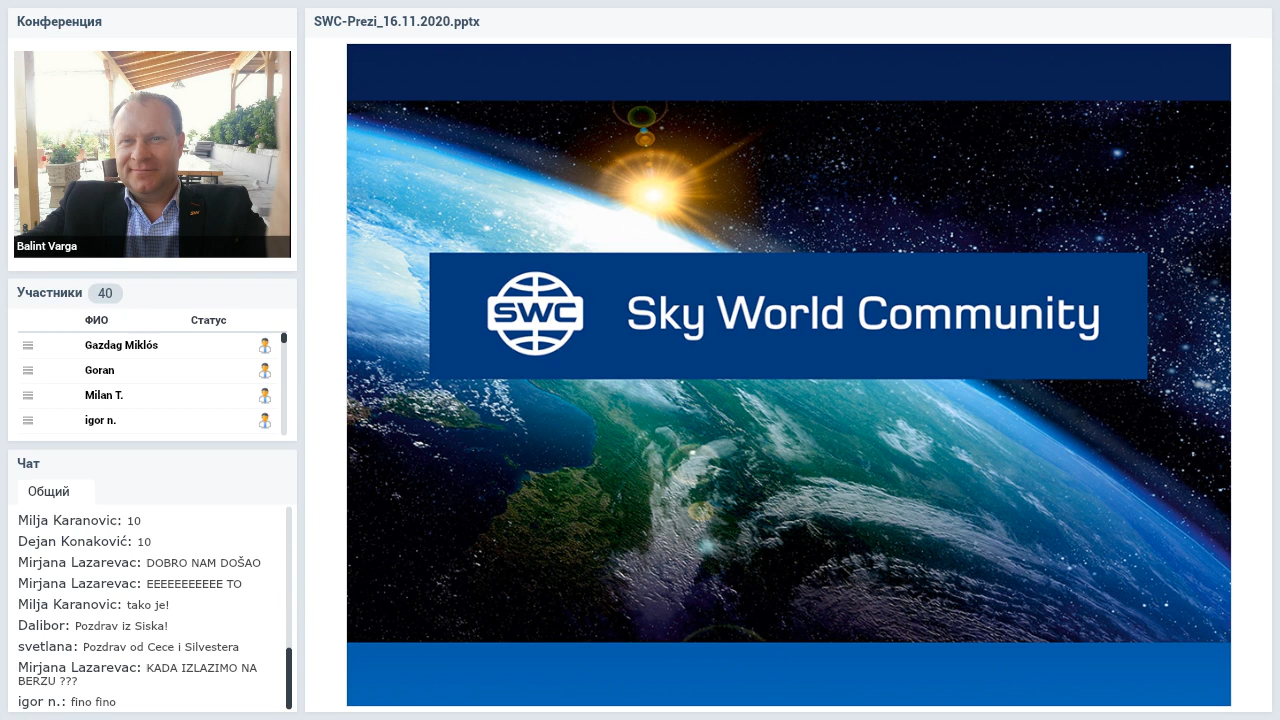 Конференция
Balint Varga
Участники 40
ФИО Статус
Gazdag Miklós
Goran
Milan T.
igor n.
Чат
Общий
Milja Karanovic: 10
Dejan Konaković: 10
Mirjana Lazarevac: DOBRO NAM DOŠAO
Mirjana Lazarevac: EEEEEEEEEEE TO
Milja Karanovic: tako je!
Dalibor: Pozdrav iz Siska!
svetlana: Pozdrav od Cece i Silvestera
Mirjana Lazarevac: KADA IZLAZIMO NA
BERZU ???
igor n.: fino fino
SWC-Prezi_16.11.2020.pptx
SWC Sky World Community